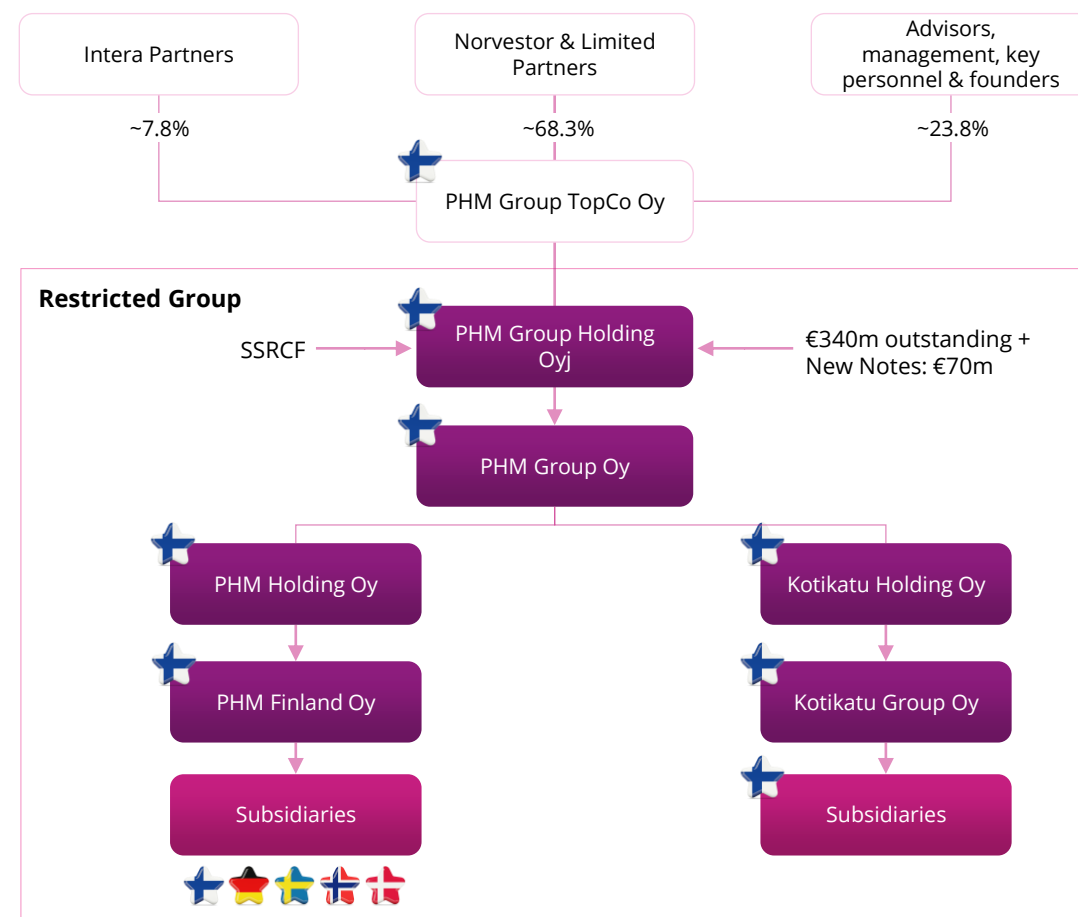 Intera Partners
Norvestor & Limited
Partners
Advisors,
management, key
personnel & founders
~7.8%
~68.3%
~23.8%
PHM Group TopCo Oy
Restricted Group
PHM Group Holding
Oyj
SSRCF
€340m outstanding +
New Notes: €70m
PHM Group Oy
PHM Holding Oy
Kotikatu Holding Oy
PHM Finland Oy
Kotikatu Group Oy
Subsidiaries
Subsidiaries